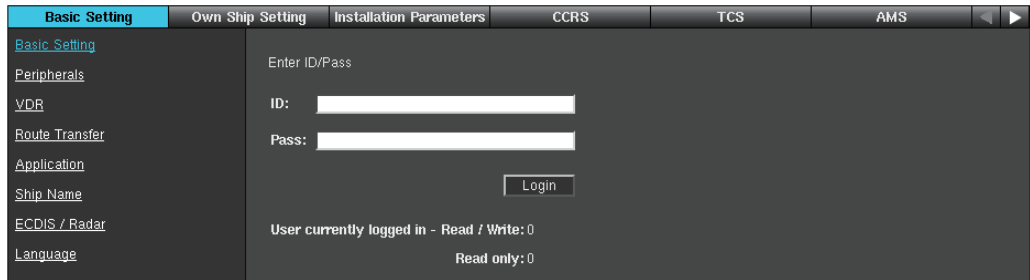 Basic Setting Own Ship Setting Installation Parameters CCRS TCS AMS
Basic Setting
Peripherals
VDR
Route Transfer
Application
Ship Name
ECDIS / Radar
Language
Enter ID/Pass
ID:
Pass:
Login
User currently logged in - Read / Write: 0
Read only: 0